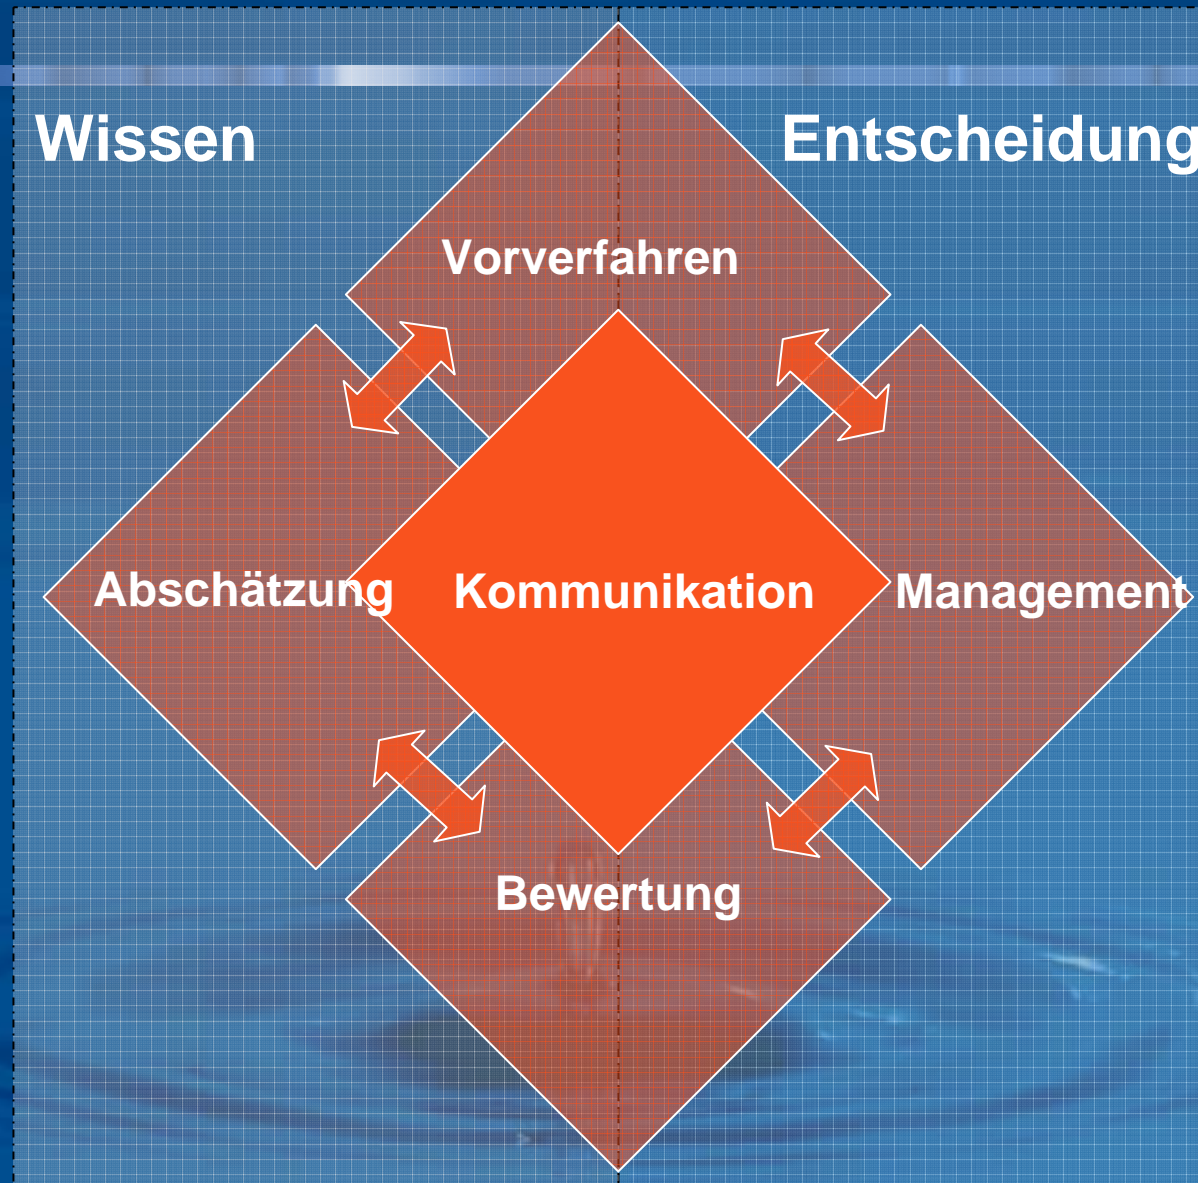 Wissen
Entscheidung
Vorverfahren
Abschätzung
Kommunikation
Management
Bewertung